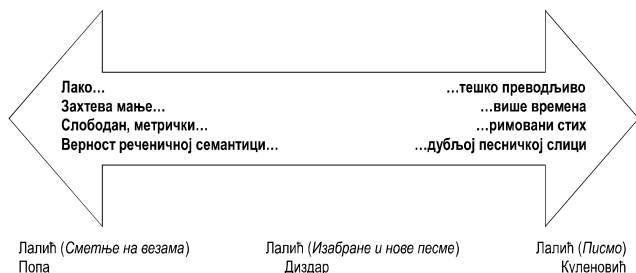 Лако… …тешко преводљиво
Захтева мање… …више времена
Слободан, метрички… …римовани стих
Верност реченичној семантици… …дубљој песничкој слици
Лалић (Сметње на везама) Лалић (Изабране и нове песме) Лалић (Писмо)
Попа Диздар Куленовић